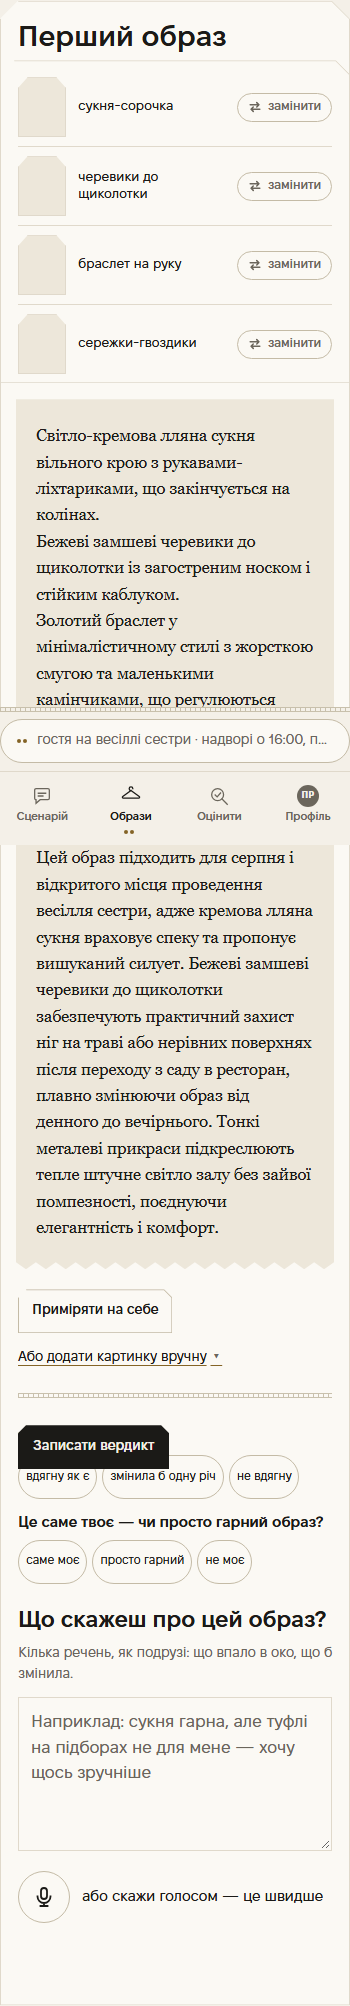 Перший образ
сукня-сорочка
замінити
черевики до
щиколотки
замінити
браслет на руку
замінити
сережки-гвоздики
замінити
Світло-кремова лляна сукня
вільного крою з рукавами-
ліхтариками, що закінчується на
колінах.
Бежеві замшеві черевики до
щиколотки із загостреним носком і
стійким каблуком.
Золотий браслет у
мінімалістичному стилі з жорсткою
смугою та маленькими
камінчиками, що регулюються
гостя на весіллі сестри · надворі о 16:00, п...
Сценарій
Образи
Оцінити
ПР
Профіль
Цей образ підходить для серпня і
відкритого місця проведення
весілля сестри, адже кремова лляна
сукня враховує спеку та пропонує
вишуканий силует. Бежеві замшеві
черевики до щиколотки
забезпечують практичний захист
ніг на траві або нерівних поверхнях
після переходу з саду в ресторан,
плавно змінюючи образ від
денного до вечірнього. Тонкі
металеві прикраси підкреслюють
тепле штучне світло залу без зайвої
помпезності, поєднуючи
елегантність і комфорт.
Приміряти на себе
Або додати картинку вручну
Записати вердикт
вдягну як є
змінила б одну річ
не вдягну
Це саме твоє — чи просто гарний образ?
саме моє
просто гарний
не моє
Що скажеш про цей образ?
Кілька речень, як подрузі: що впало в око, що б
змінила.
Наприклад: сукня гарна, але туфлі
на підборах не для мене — хочу
щось зручніше
або скажи голосом — це швидше